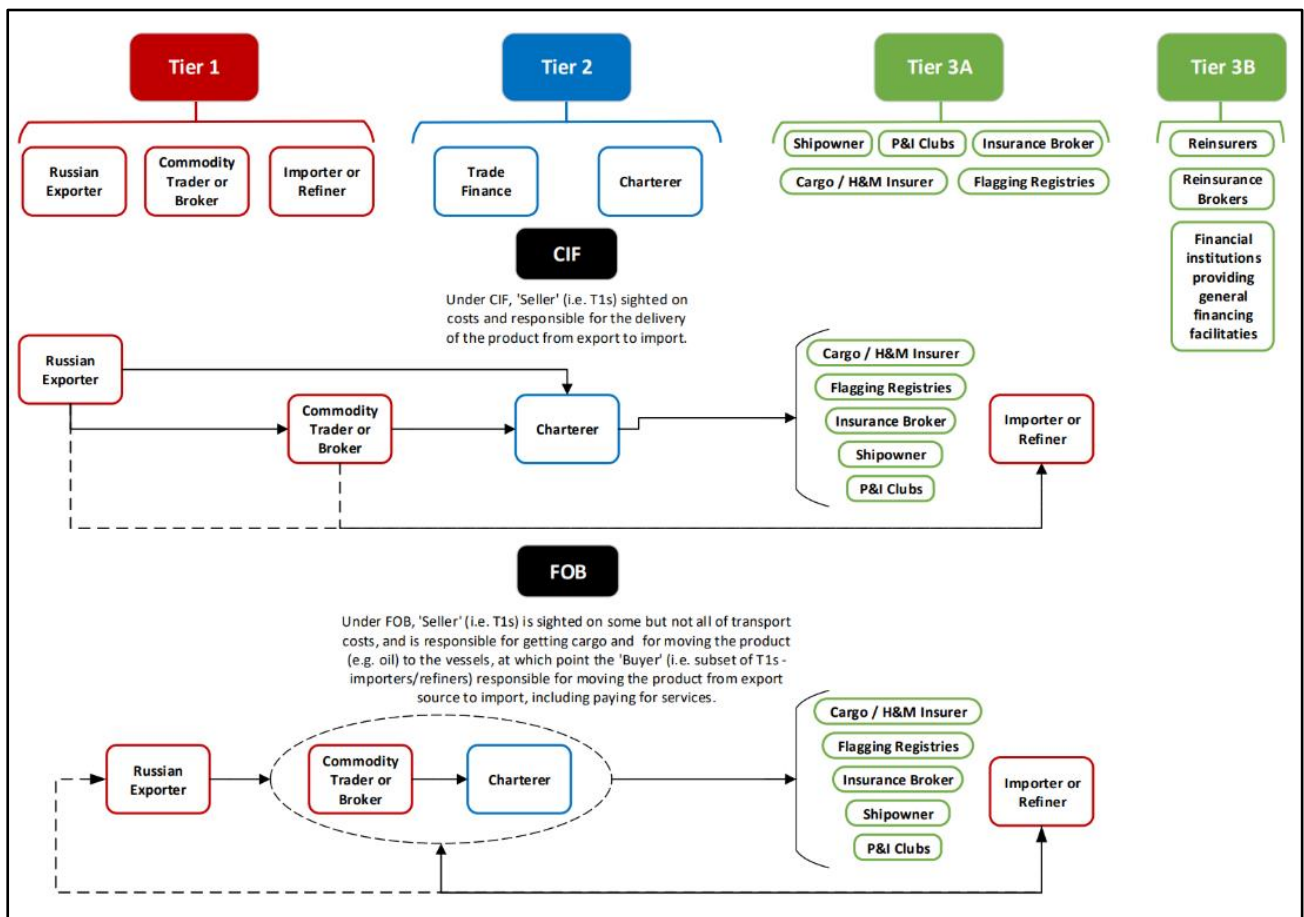 Tier 1
Tier 2
Tier 3A
Tier 3B
Russian
Exporter
Commodity
Trader or
Broker
Importer or
Refiner
Trade
Finance
Charterer
Shipowner
P&I Clubs
Insurance Broker
Cargo / H&M Insurer
Flagging Registries
Reinsurers
Reinsurance
Brokers
Financial
institutions
providing
general
financing
facilitaties
CIF
Under CIF, 'Seller' (i.e. T1s) sighted on
costs and responsible for the delivery
of the product from export to import.
Russian
Exporter
Commodity
Trader or
Broker
Charterer
Cargo / H&M Insurer
Flagging Registries
Insurance Broker
Shipowner
P&I Clubs
Importer or
Refiner
FOB
Under FOB, 'Seller' (i.e. T1s) is sighted on some but not all of transport
costs, and is responsible for getting cargo and for moving the product
(e.g. oil) to the vessels, at which point the 'Buyer' (i.e. subset of T1s -
importers/refiners) responsible for moving the product from export
source to import, including paying for services.
Russian
Exporter
Commodity
Trader or
Broker
Charterer
Cargo / H&M Insurer
Flagging Registries
Insurance Broker
Shipowner
P&I Clubs
Importer or
Refiner